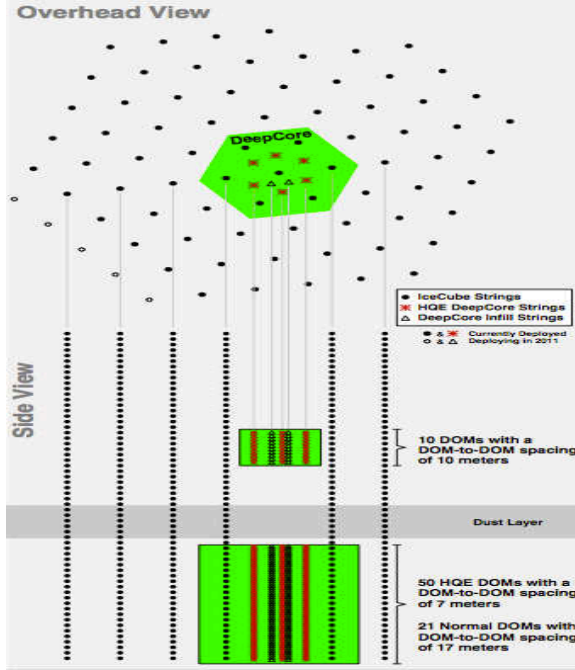 Overhead View
DeepCore
IceCube Strings
HQE DeepCore Strings
DeepCore Infill Strings
& Currently Deployed
& Deploying in 2011
Side View
10 DOMs with a
DOM-to-DOM spacing
of 10 meters
Dust Layer
50 HQE DOMs with a
DOM-to-DOM spacing
of 7 meters
21 Normal DOMs with
DOM-to-DOM spacing
of 17 meters